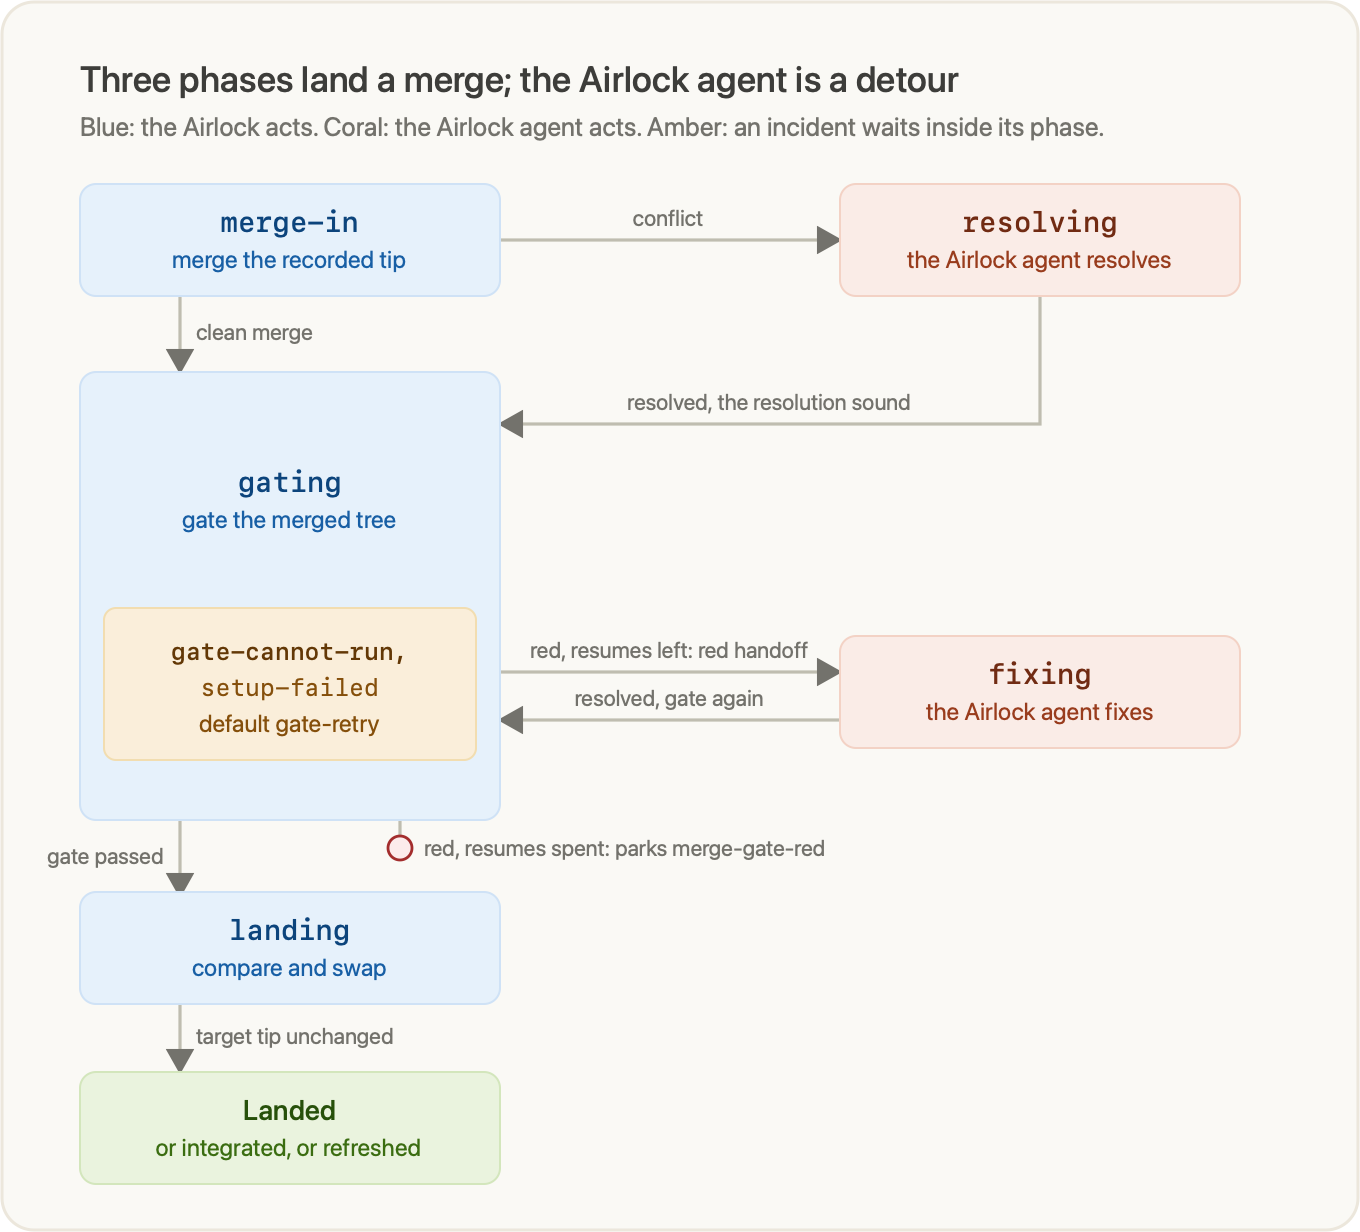 Three phases land a merge; the Airlock agent is a detour
Blue: the Airlock acts. Coral: the Airlock agent acts. Amber: an incident waits inside its phase.
merge-in
merge the recorded tip
conflict
resolving
the Airlock agent resolves
clean merge
resolved, the resolution sound
gating
gate the merged tree
gate-cannot-run,
setup-failed
default gate-retry
red, resumes left: red handoff
resolved, gate again
fixing
the Airlock agent fixes
gate passed
red, resumes spent: parks merge-gate-red
landing
compare and swap
target tip unchanged
Landed
or integrated, or refreshed